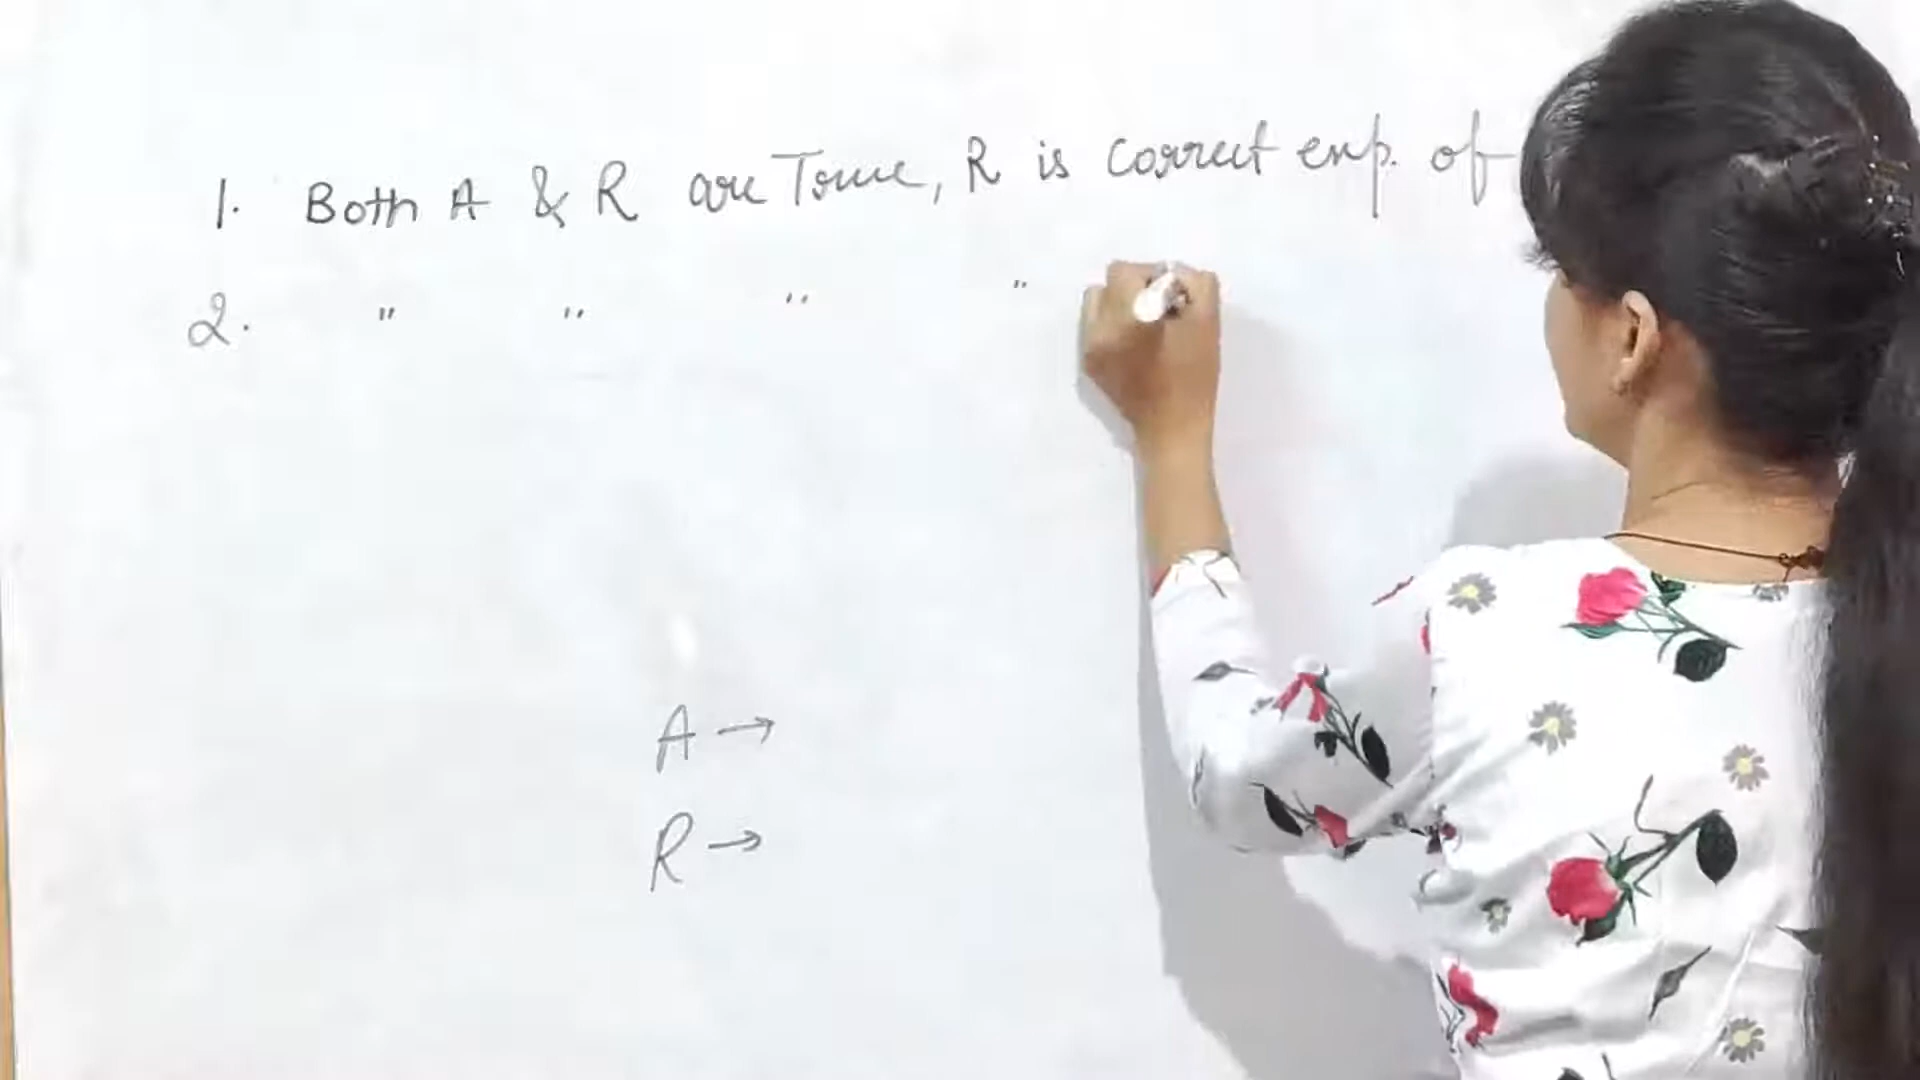 1. Both A & R are True, R is correct exp. of
2. " " " "
A →
R →